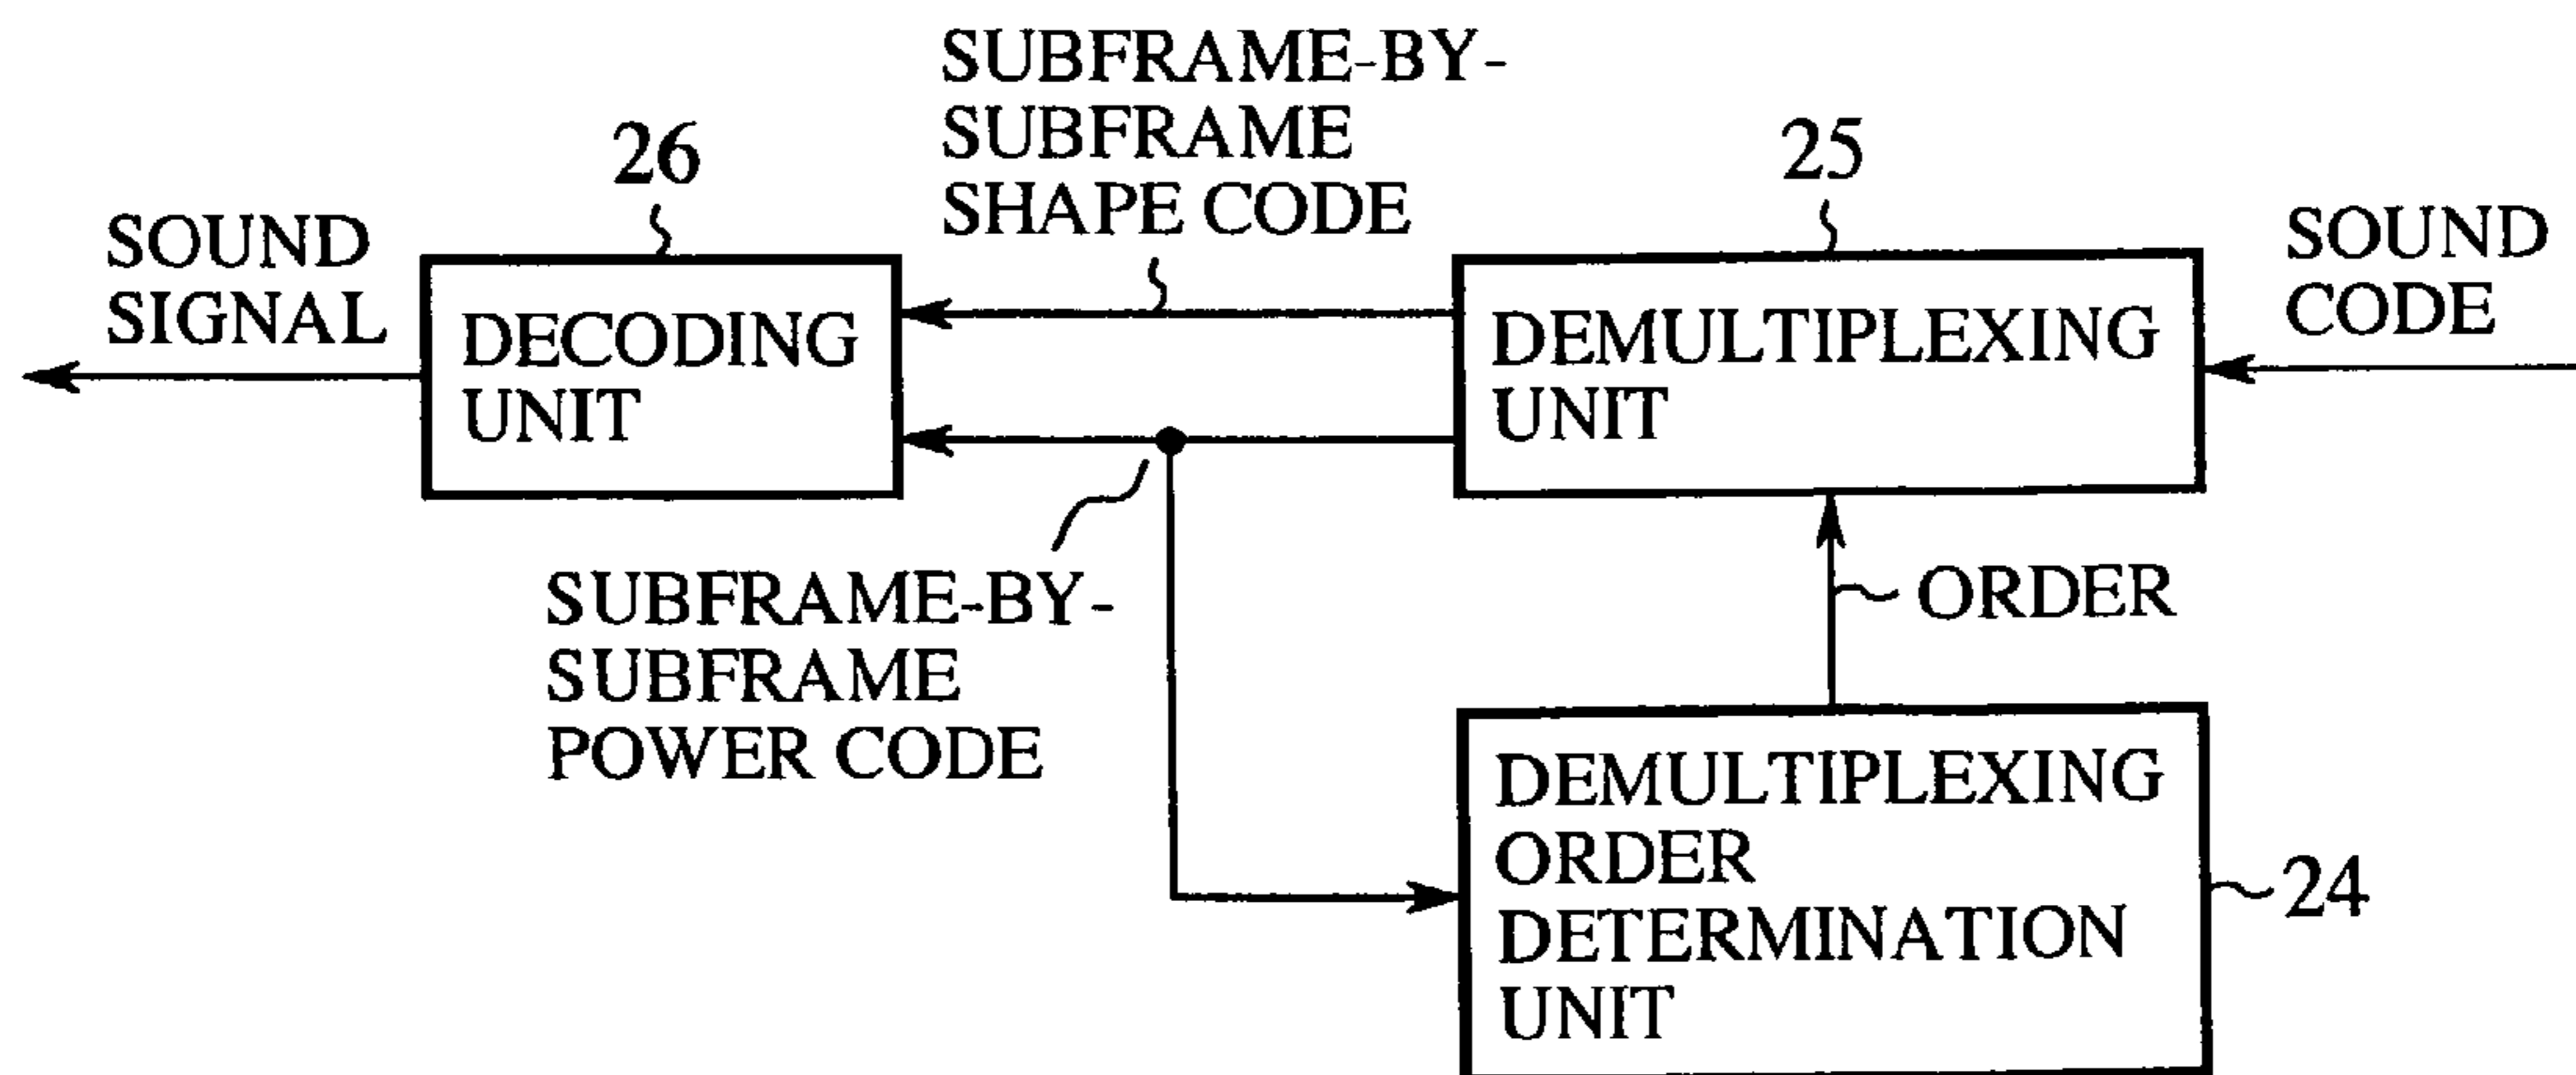 SUBFRAME-BY-
SUBFRAME
SHAPE CODE
26
25
SOUND
SIGNAL
SOUND
CODE
DECODING
UNIT
DEMULTIPLEXING
UNIT
SUBFRAME-BY-
SUBFRAME
POWER CODE
ORDER
DEMULTIPLEXING
ORDER
DETERMINATION
UNIT
24